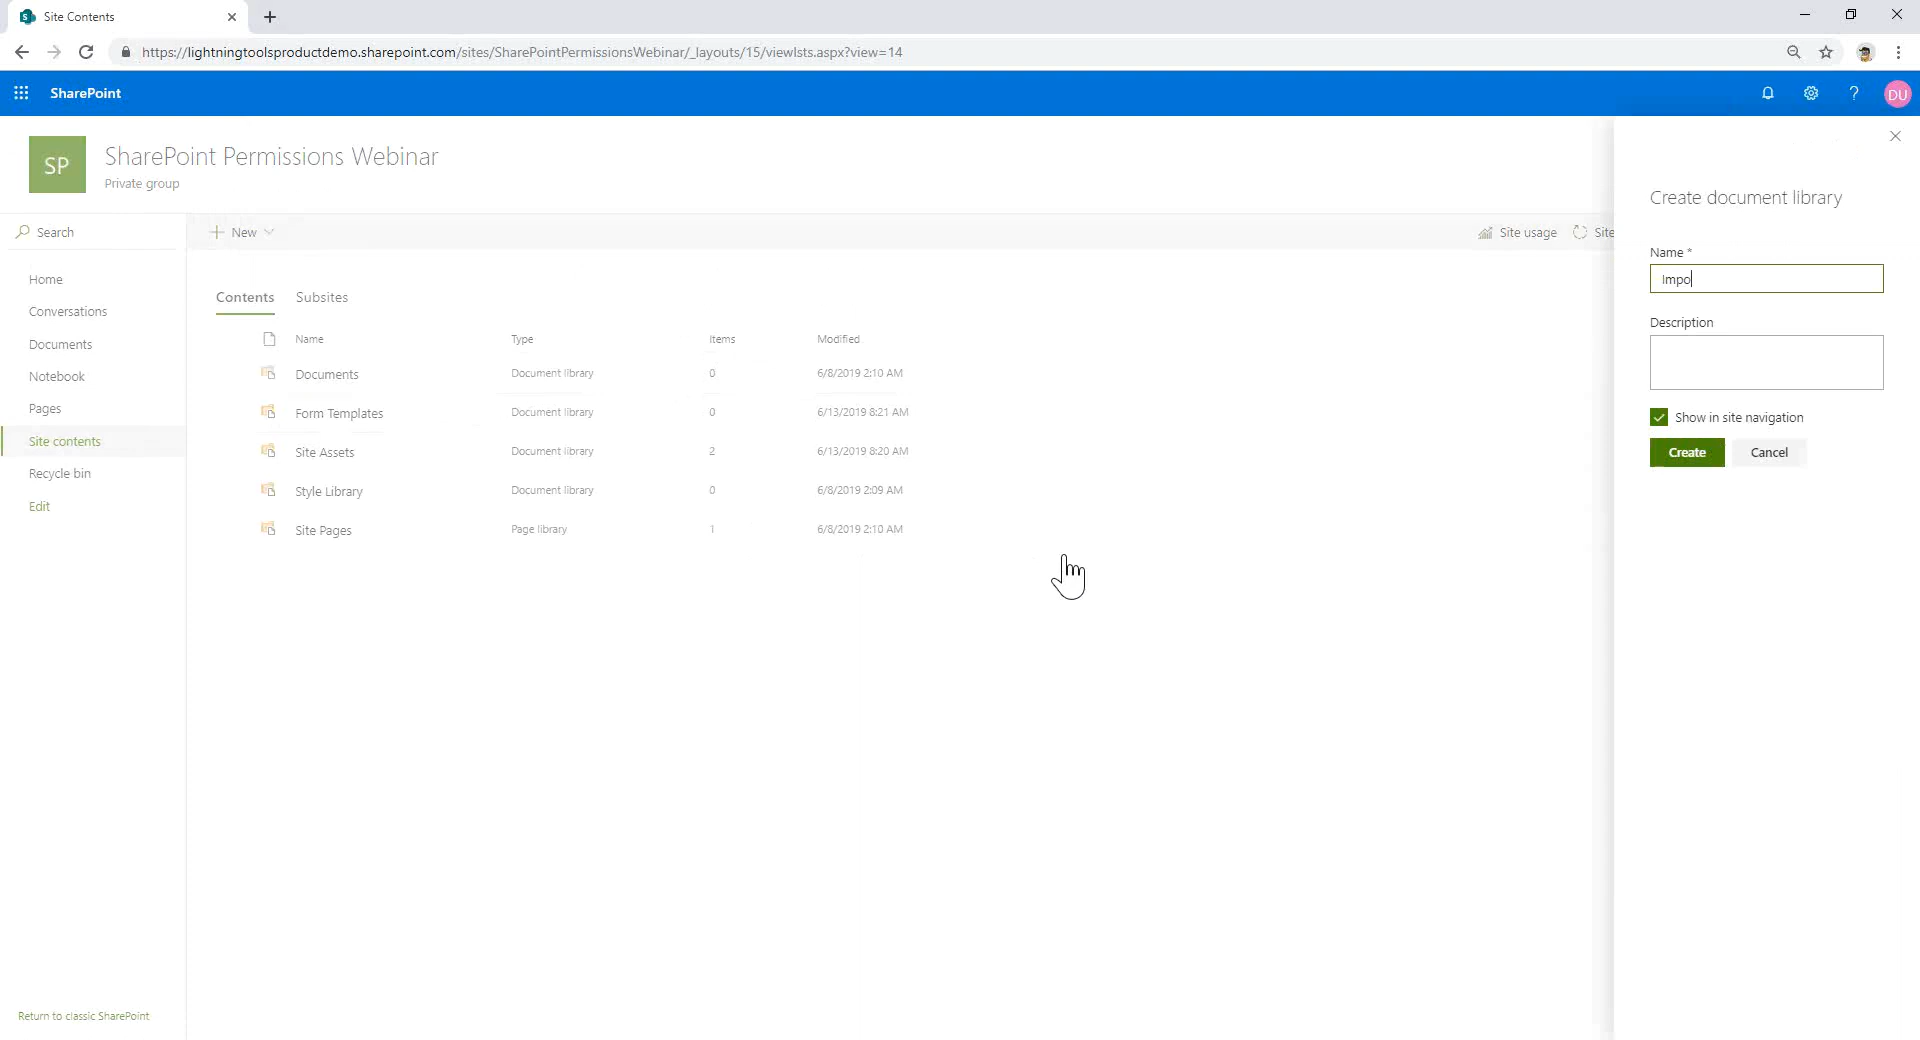 Site Contents
https://lightningtoolsproductdemo.sharepoint.com/sites/SharePointPermissionsWebinar/_layouts/15/viewlsts.aspx?view=14
SharePoint
?
DU
SP
SharePoint Permissions Webinar
Private group
Search
New
Site usage
Site
Home
Conversations
Documents
Notebook
Pages
Site contents
Recycle bin
Edit
Contents Subsites
Name Type Items Modified
Documents Document library 0 6/8/2019 2:10 AM
Form Templates Document library 0 6/13/2019 8:21 AM
Site Assets Document library 2 6/13/2019 8:20 AM
Style Library Document library 0 6/8/2019 2:09 AM
Site Pages Page library 1 6/8/2019 2:10 AM
Return to classic SharePoint
Create document library
Name *
Impo
Description
Show in site navigation
Create Cancel